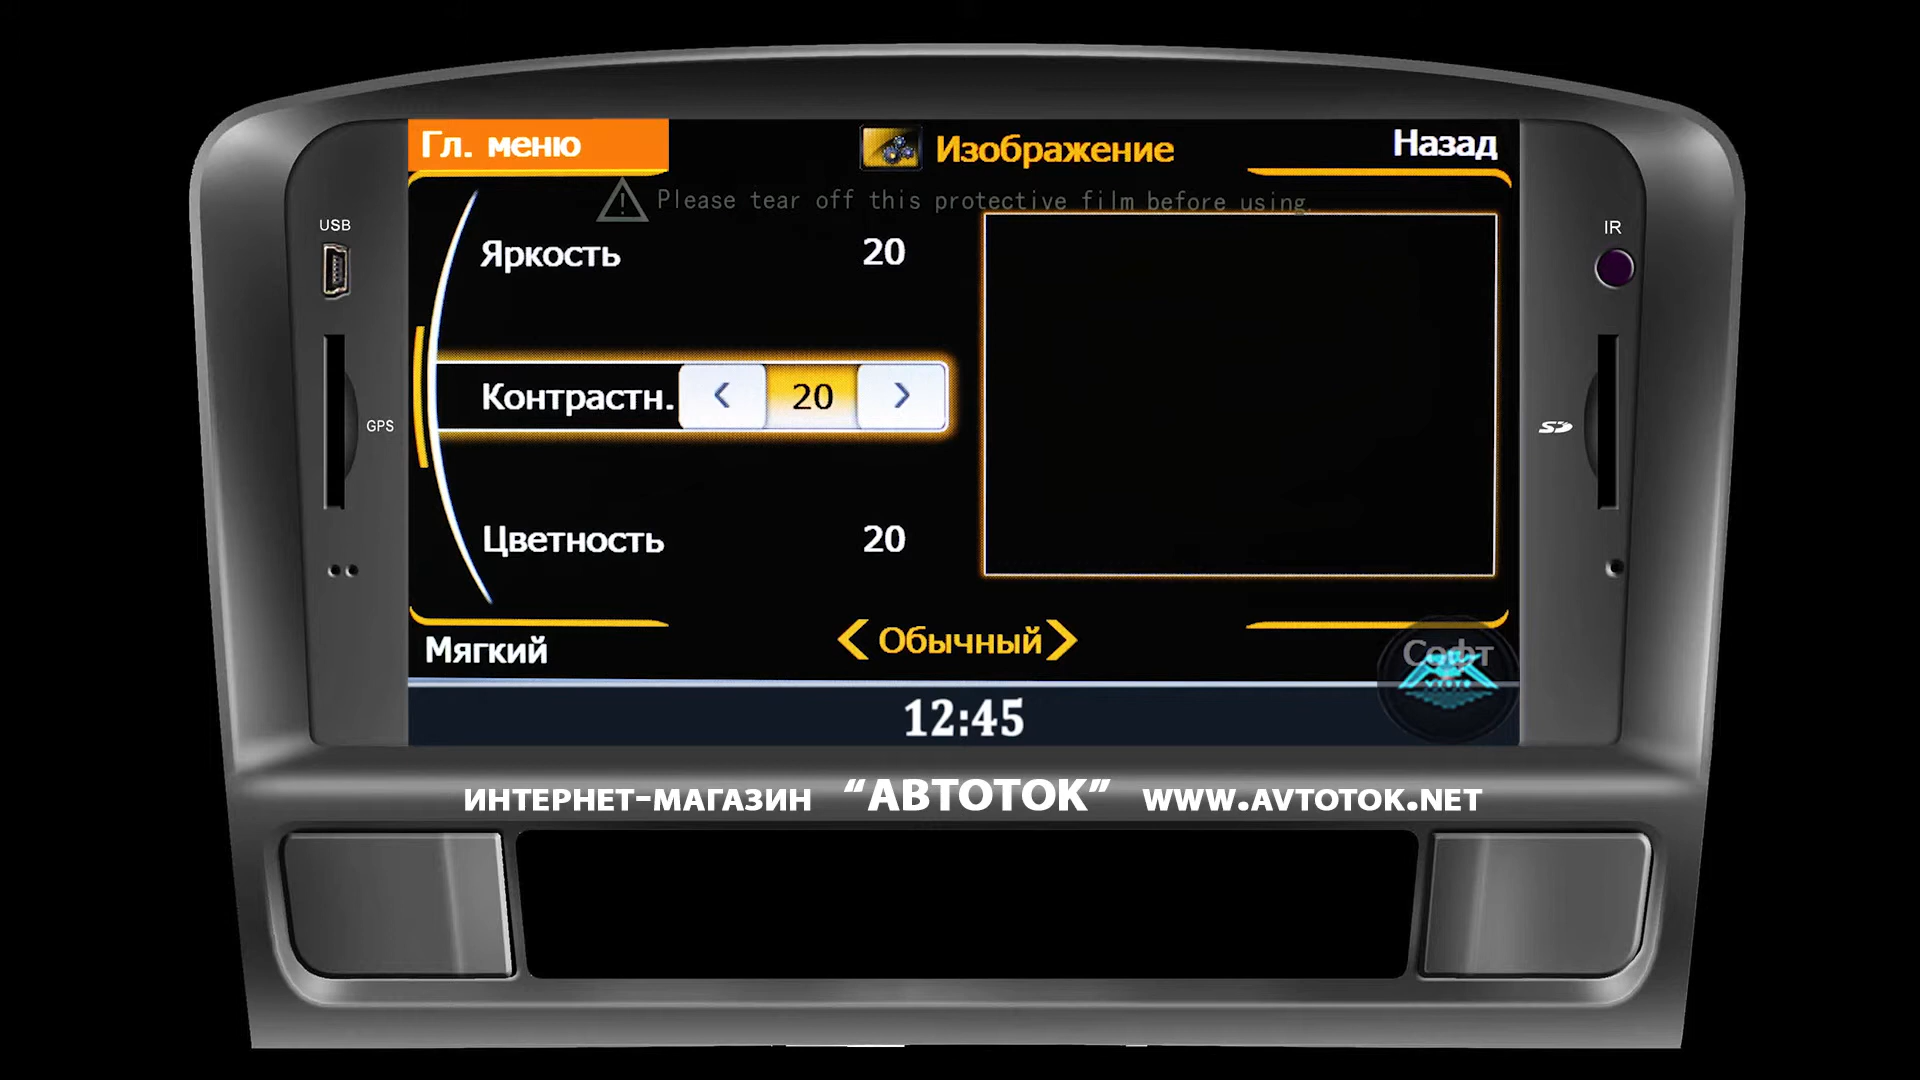 Гл. меню
Изображение
Назад
Please tear off this protective film before using.
USB
IR
Яркость 20
Контрастн. 20
GPS
Цветность 20
Мягкий
Обычный
Софт
12:45
ИНТЕРНЕТ-МАГАЗИН “АВТОТОК” WWW.AVTOTOK.NET